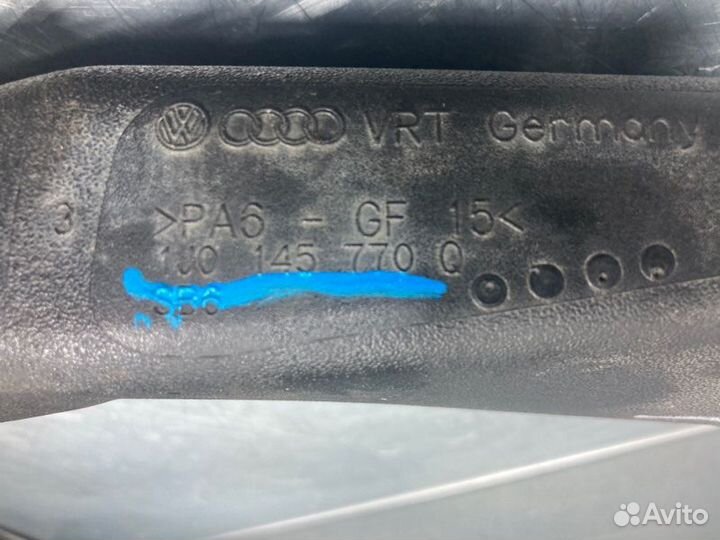 VRT Germany
3 >PA6 - GF 15<
1J0 145 770 Q
Avito